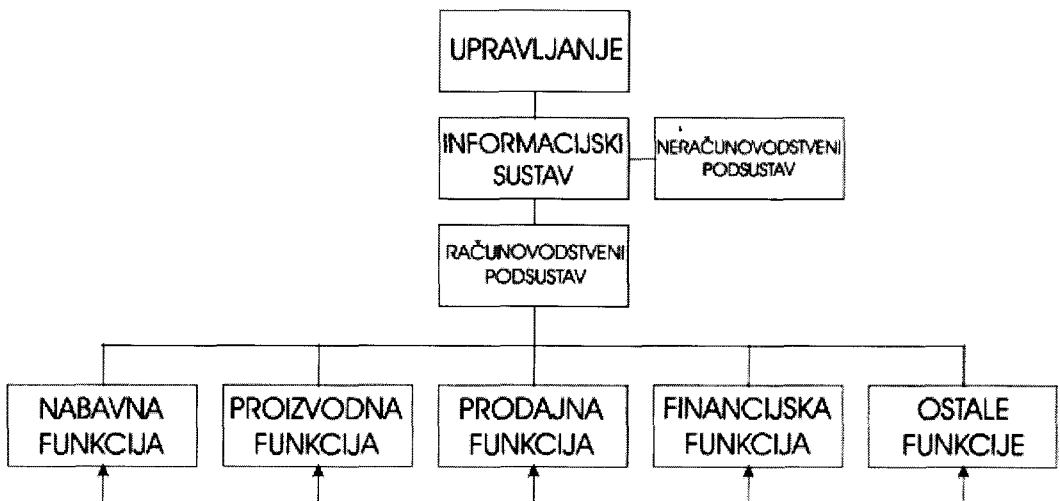 UPRAVLJANJE
INFORMACIJSKI
SUSTAV
NERAČUNOVODSTVENI
PODSUSTAV
RAČUNOVODSTVENI
PODSUSTAV
NABAVNA
FUNKCIJA
PROIZVODNA
FUNKCIJA
PRODAJNA
FUNKCIJA
FINANCIJSKA
FUNKCIJA
OSTALE
FUNKCIJE